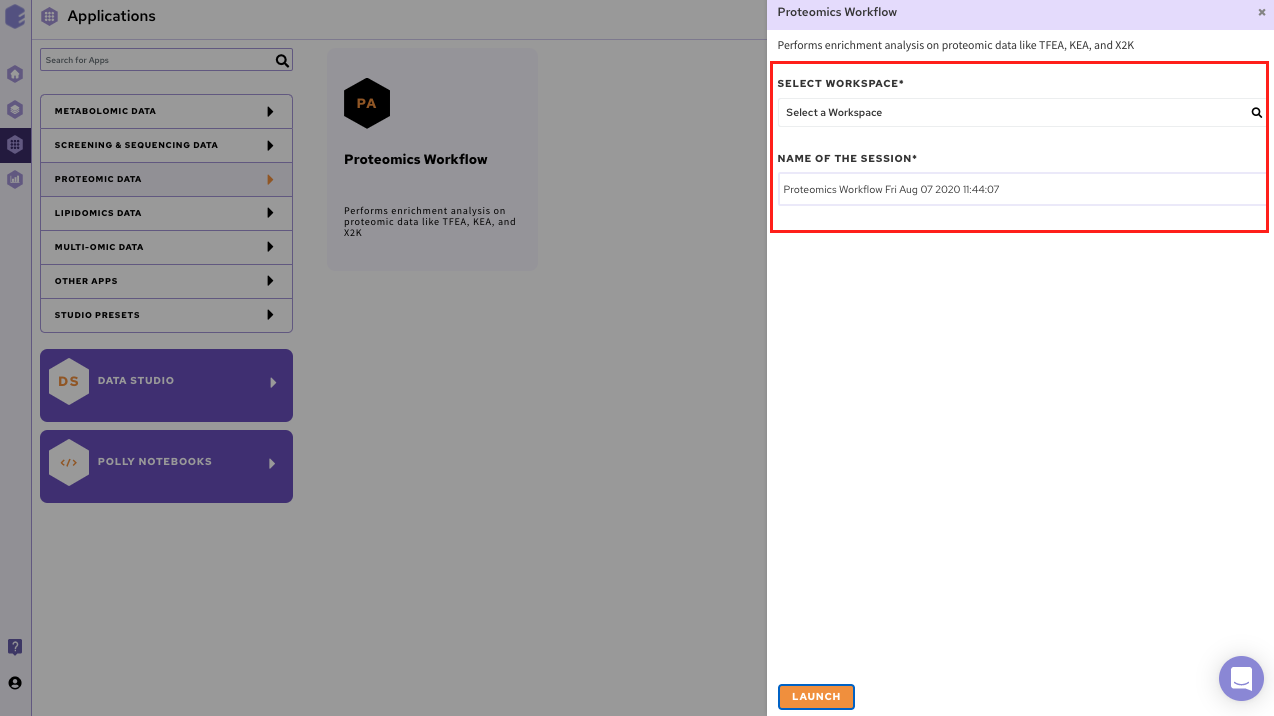 Applications
Search for Apps
METABOLOMIC DATA
SCREENING & SEQUENCING DATA
PROTEOMIC DATA
LIPIDOMICS DATA
MULTI-OMIC DATA
OTHER APPS
STUDIO PRESETS
DS
DATA STUDIO
</>
POLLY NOTEBOOKS
PA
Proteomics Workflow
Performs enrichment analysis on
proteomic data like TFEA, KEA, and
X2K
Proteomics Workflow
Performs enrichment analysis on proteomic data like TFEA, KEA, and X2K
SELECT WORKSPACE*
Select a Workspace
NAME OF THE SESSION*
Proteomics Workflow Fri Aug 07 2020 11:44:07
LAUNCH